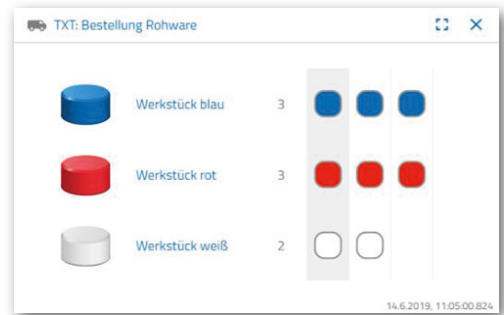 TXT: Bestellung Rohware
Werkstück blau 3
Werkstück rot 3
Werkstück weiß 2
14.6.2019, 11:05:00.824